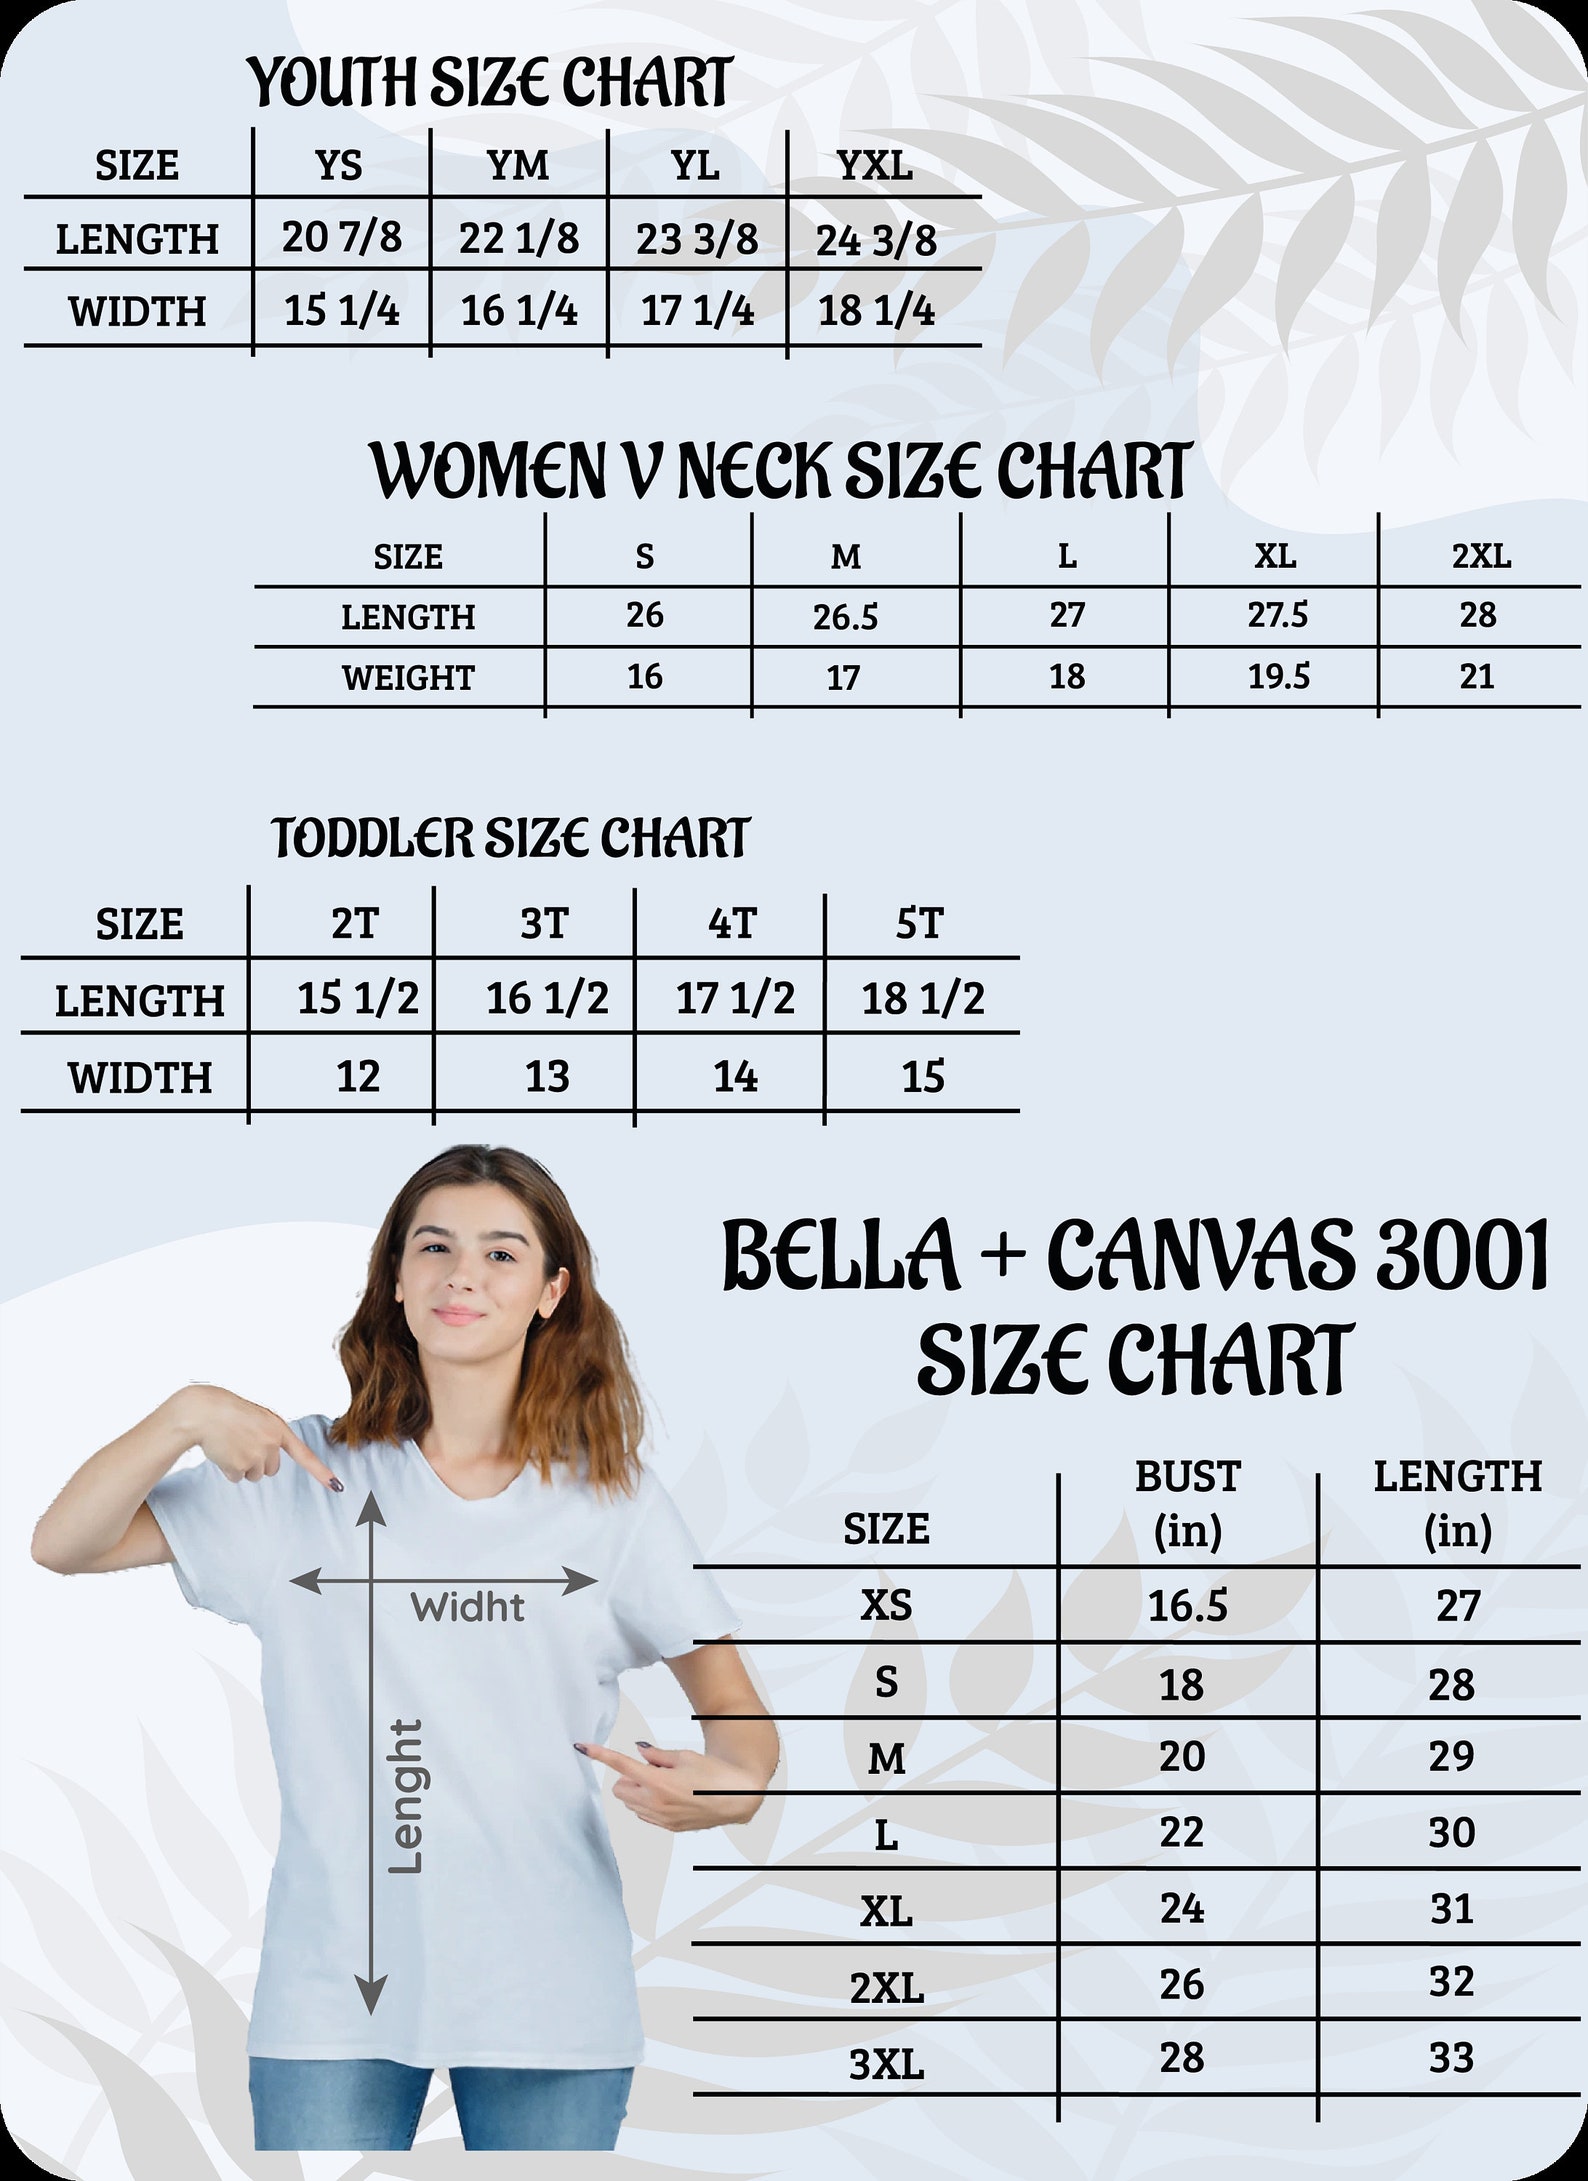 YOUTH SIZE CHART
SIZE YS YM YL YXL
LENGTH 20 7/8 22 1/8 23 3/8 24 3/8
WIDTH 15 1/4 16 1/4 17 1/4 18 1/4
WOMEN V NECK SIZE CHART
SIZE S M L XL 2XL
LENGTH 26 26.5 27 27.5 28
WEIGHT 16 17 18 19.5 21
TODDLER SIZE CHART
SIZE 2T 3T 4T 5T
LENGTH 15 1/2 16 1/2 17 1/2 18 1/2
WIDTH 12 13 14 15
Widht
Lenght
BELLA + CANVAS 3001
SIZE CHART
SIZE BUST (in) LENGTH (in)
XS 16.5 27
S 18 28
M 20 29
L 22 30
XL 24 31
2XL 26 32
3XL 28 33